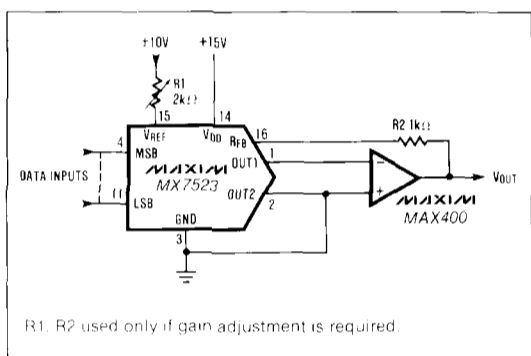 +10V +15V
R1
2kΩ
15 14
VREF VDD RFB 16
4 MSB OUT1 1
R2 1kΩ
DATA INPUTS
MAXIM
MX7523
11 LSB OUT2 2
GND
3
−
+
VOUT
MAXIM
MAX400
R1, R2 used only if gain adjustment is required.